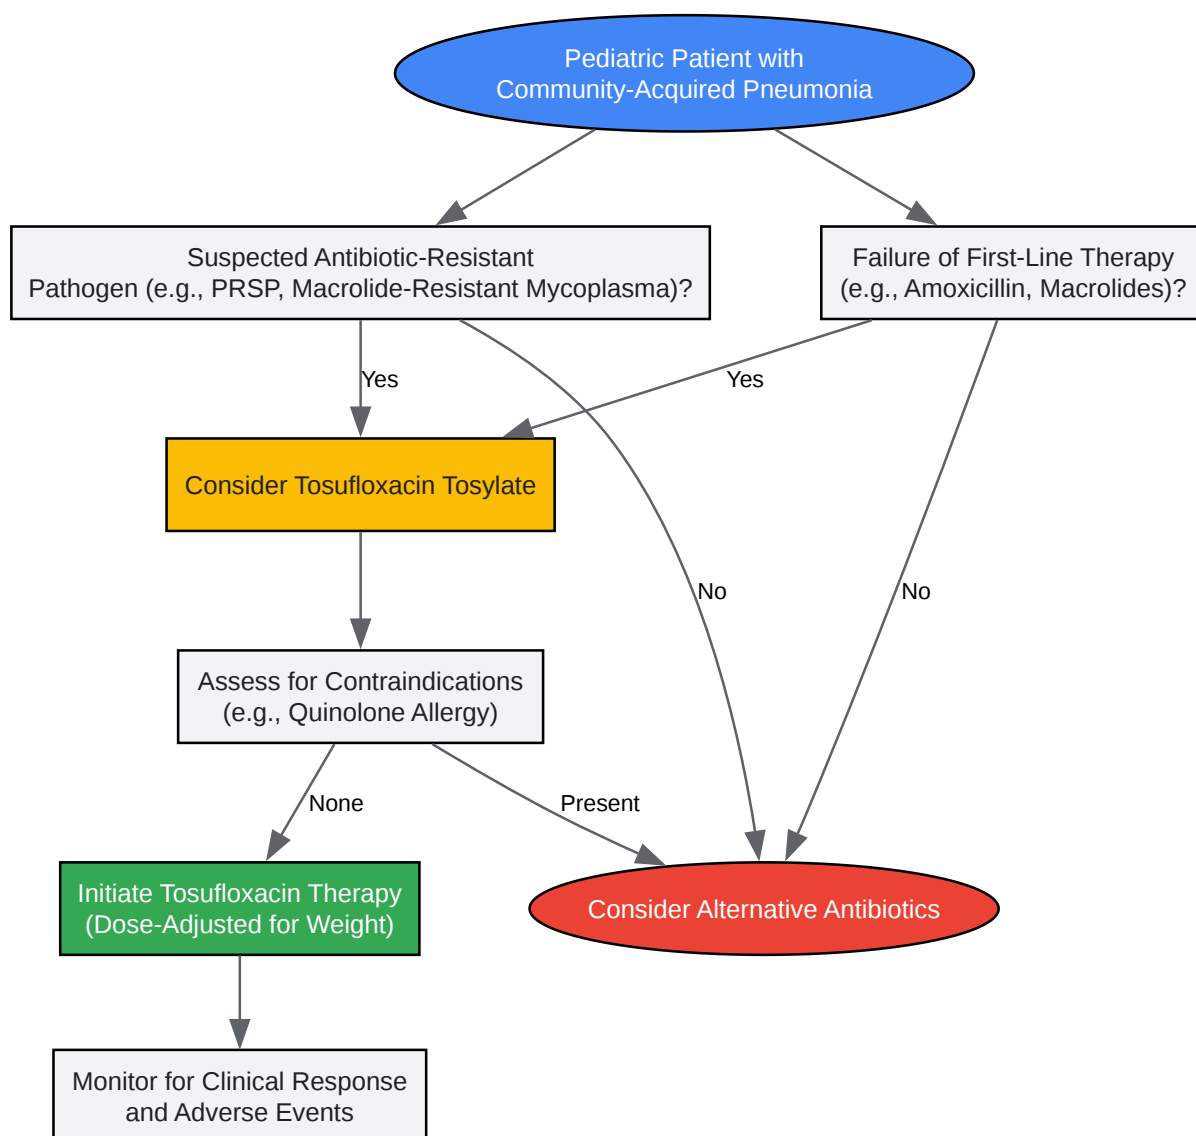 Pediatric Patient with
Community-Acquired Pneumonia
Suspected Antibiotic-Resistant
Pathogen (e.g., PRSP, Macrolide-Resistant Mycoplasma)?
Failure of First-Line Therapy
(e.g., Amoxicillin, Macrolides)?
Yes
Yes
Consider Tosufloxacin Tosylate
No
No
Assess for Contraindications
(e.g., Quinolone Allergy)
None
Present
Initiate Tosufloxacin Therapy
(Dose-Adjusted for Weight)
Consider Alternative Antibiotics
Monitor for Clinical Response
and Adverse Events